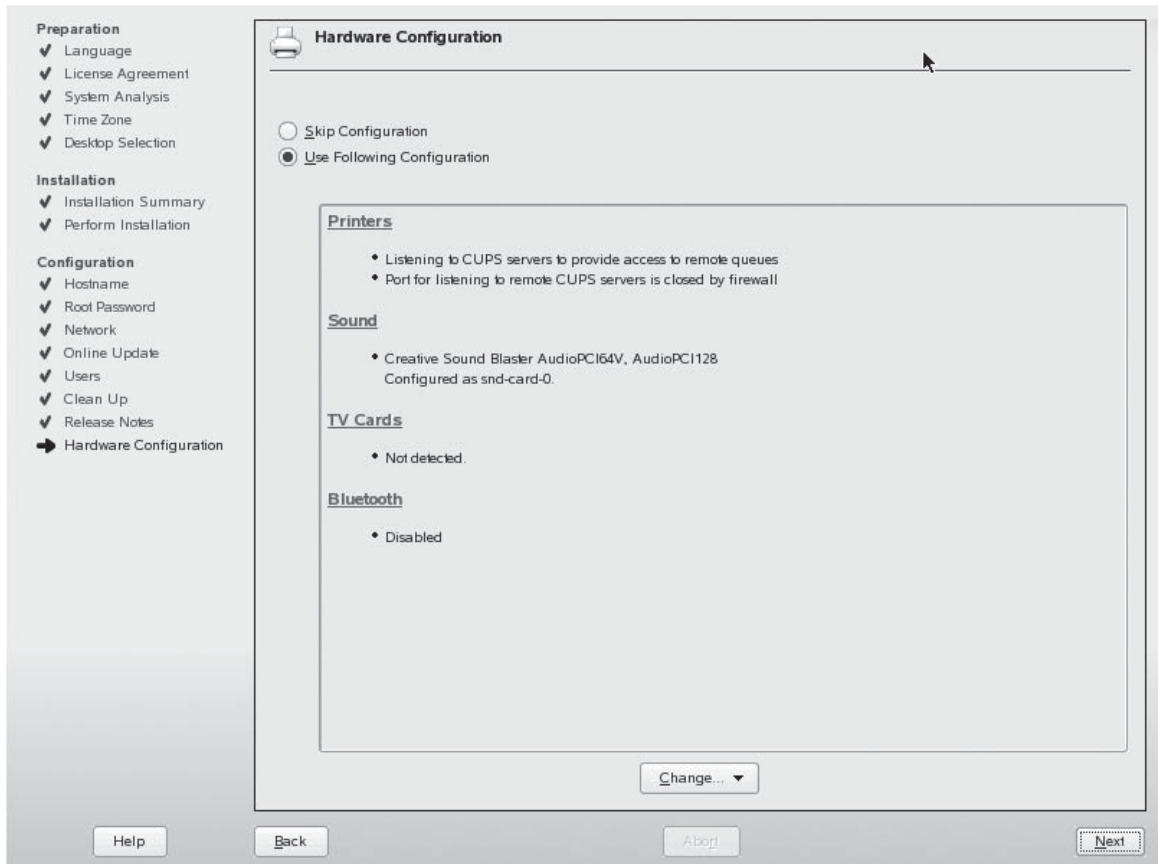 Preparation
Language
License Agreement
System Analysis
Time Zone
Desktop Selection
Installation
Installation Summary
Perform Installation
Configuration
Hostname
Root Password
Network
Online Update
Users
Clean Up
Release Notes
Hardware Configuration
Hardware Configuration
Skip Configuration
Use Following Configuration
Printers
• Listening to CUPS servers to provide access to remote queues
• Port for listening to remote CUPS servers is closed by firewall
Sound
• Creative Sound Blaster AudioPCI64V, AudioPCI128
Configured as snd-card-0.
TV Cards
• Not detected.
Bluetooth
• Disabled
Change...
Help
Back
Abort
Next